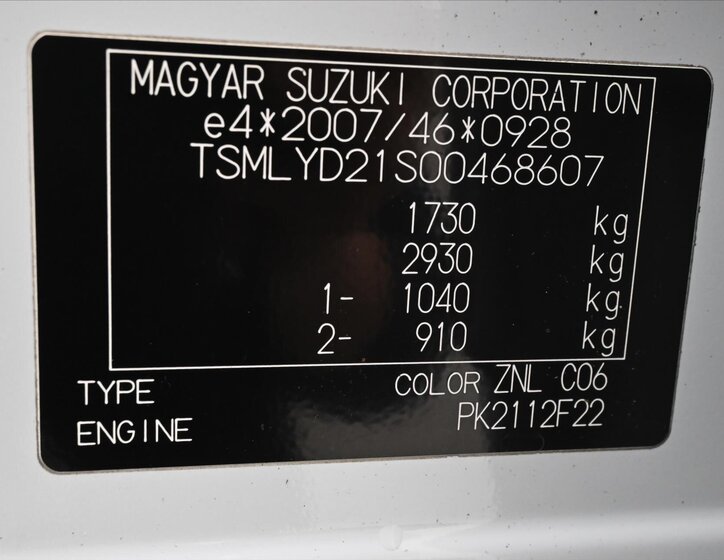 MAGYAR SUZUKI CORPORATION
e4*2007/46*0928
TSMLYD21S00468607
1730 kg
2930 kg
1- 1040 kg
2- 910 kg
TYPE COLOR ZNL C06
ENGINE PK2112F22